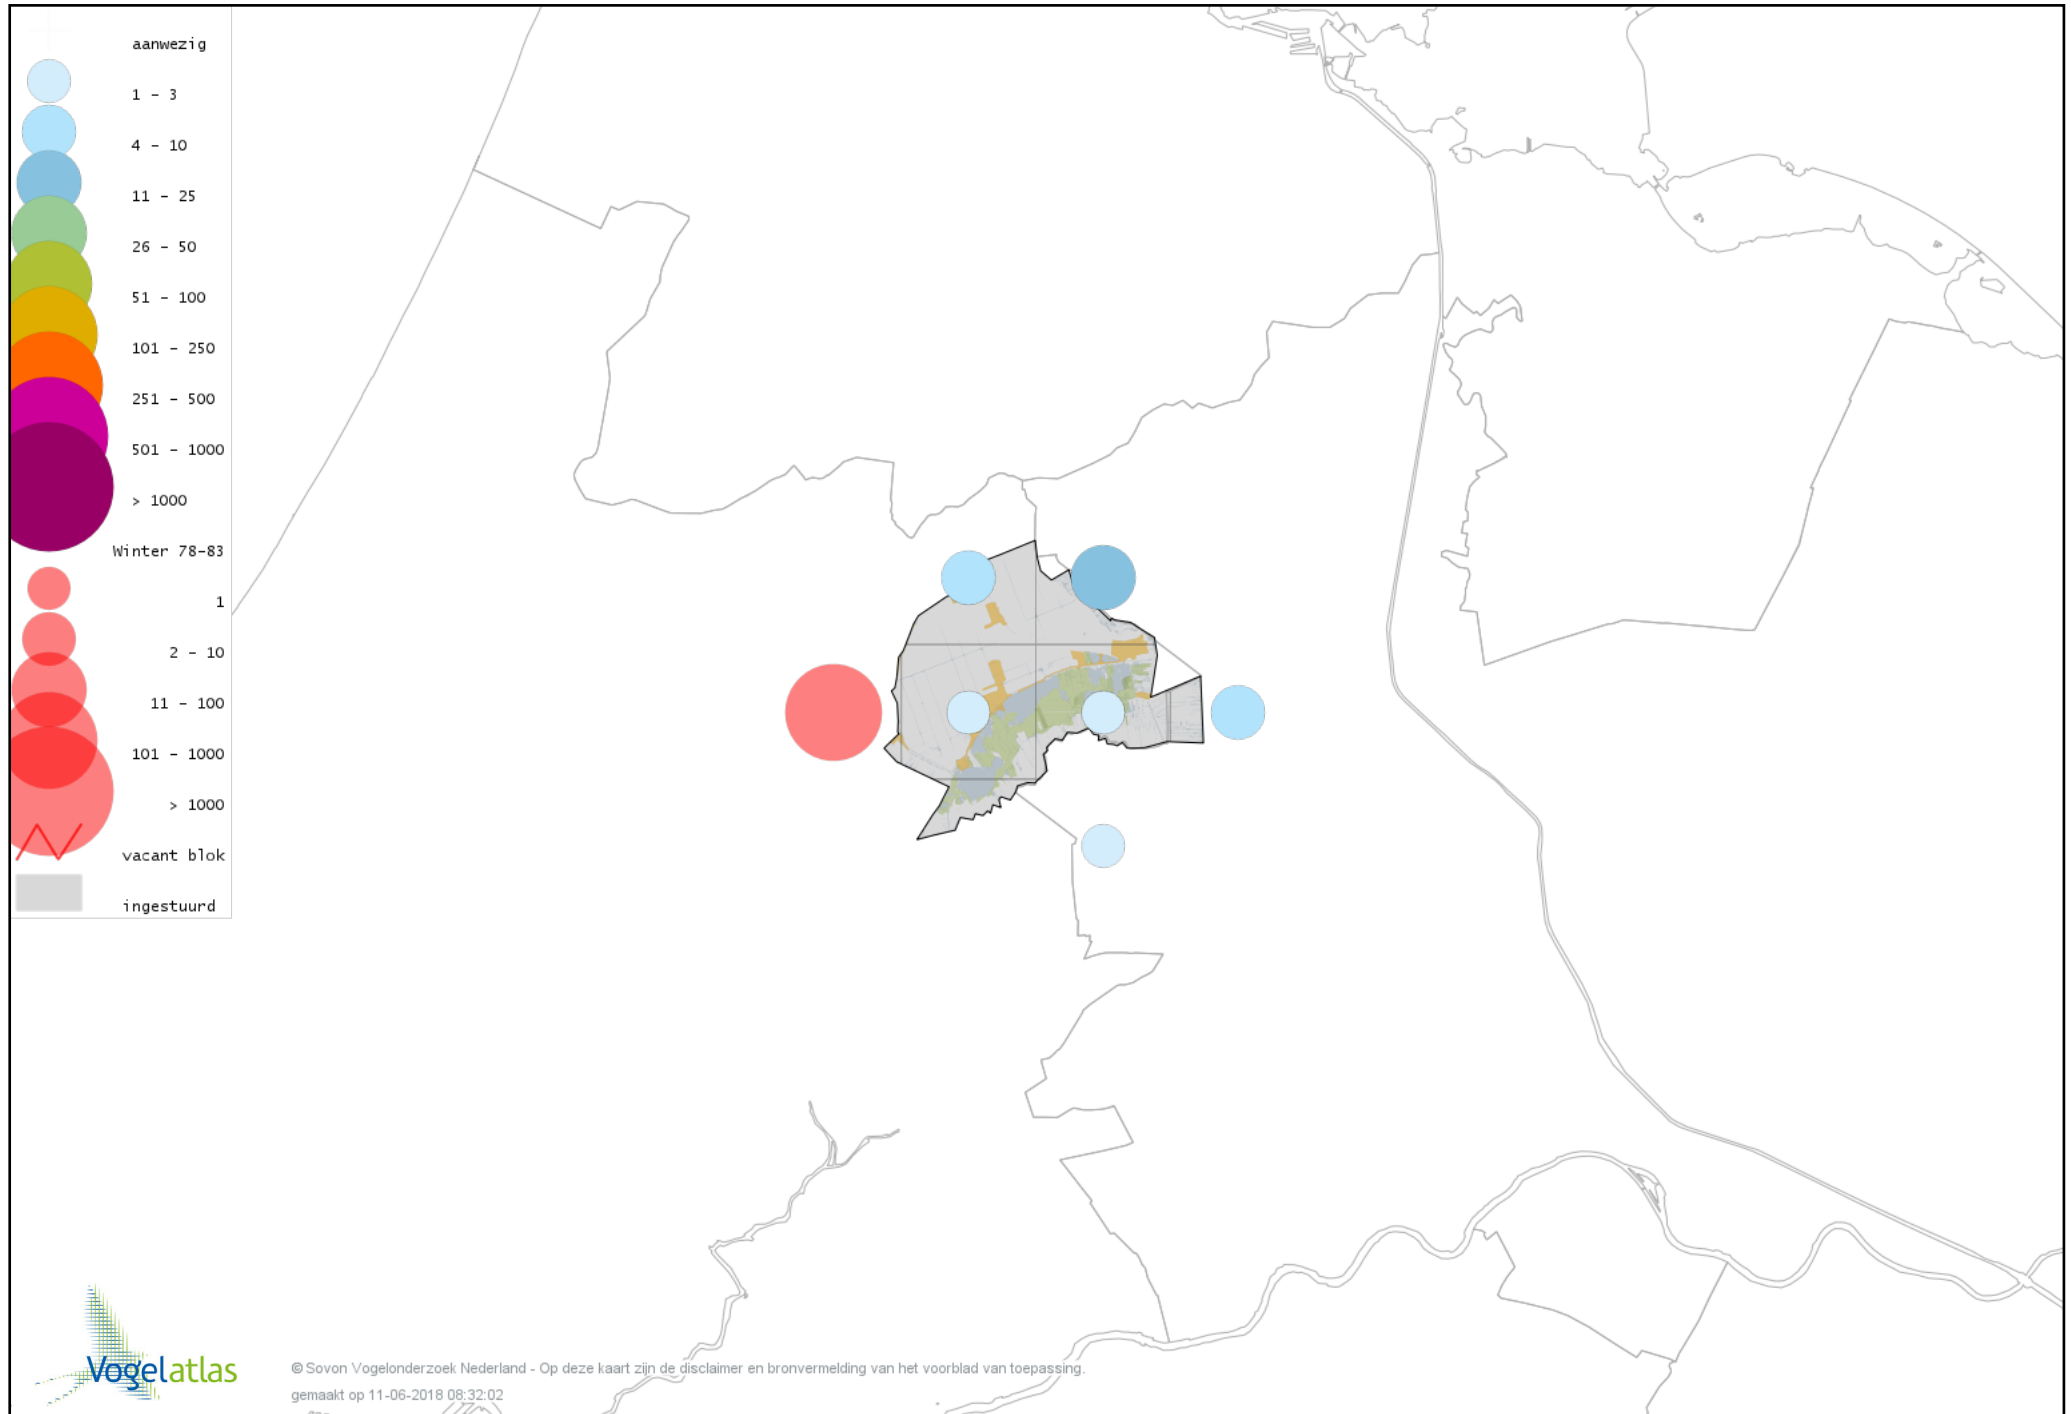 aanwezig
1 - 3
4 - 10
11 - 25
26 - 50
51 - 100
101 - 250
251 - 500
501 - 1000
> 1000
Winter 78-83
1
2 - 10
11 - 100
101 - 1000
> 1000
vacant blok
ingestuurd
Vogelatlas
© Sovon Vogelonderzoek Nederland - Op deze kaart zijn de disclaimer en bronvermelding van het voorblad van toepassing.
gemaakt op 11-06-2018 08:32:02